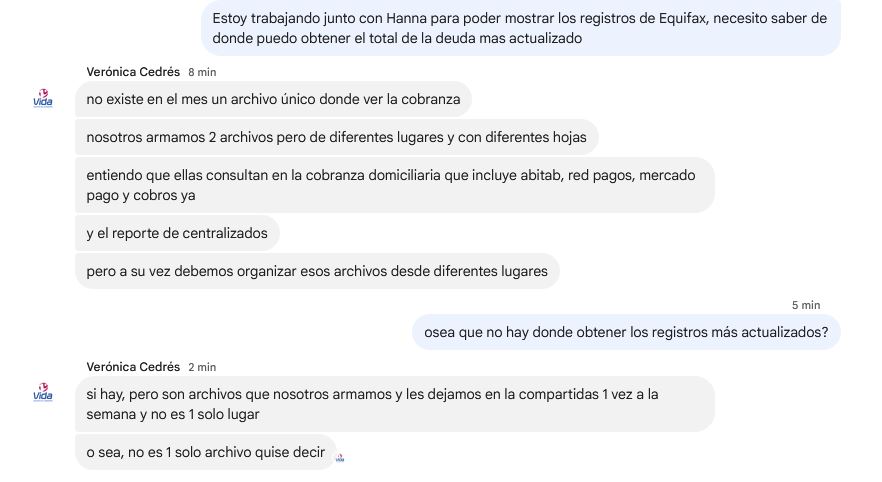 Estoy trabajando junto con Hanna para poder mostrar los registros de Equifax, necesito saber de
donde puedo obtener el total de la deuda mas actualizado
Verónica Cedrés 8 min
Vida
no existe en el mes un archivo único donde ver la cobranza
nosotros armamos 2 archivos pero de diferentes lugares y con diferentes hojas
entiendo que ellas consultan en la cobranza domiciliaria que incluye abitab, red pagos, mercado
pago y cobros ya
y el reporte de centralizados
pero a su vez debemos organizar esos archivos desde diferentes lugares
5 min
osea que no hay donde obtener los registros más actualizados?
Verónica Cedrés 2 min
Vida
si hay, pero son archivos que nosotros armamos y les dejamos en la compartidas 1 vez a la
semana y no es 1 solo lugar
o sea, no es 1 solo archivo quise decir